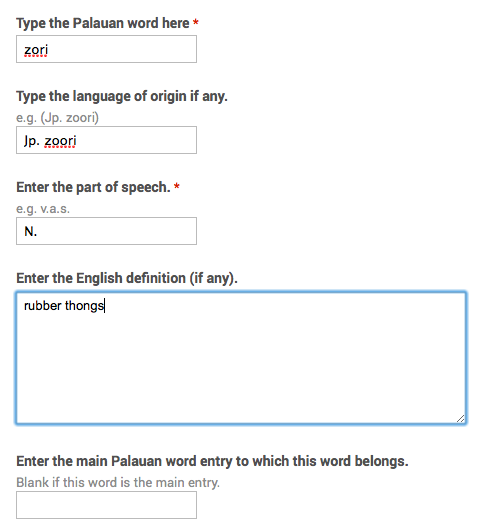 Type the Palauan word here *
zori
Type the language of origin if any.
e.g. (Jp. zoori)
Jp. zoori
Enter the part of speech. *
e.g. v.a.s.
N.
Enter the English definition (if any).
rubber thongs
Enter the main Palauan word entry to which this word belongs.
Blank if this word is the main entry.